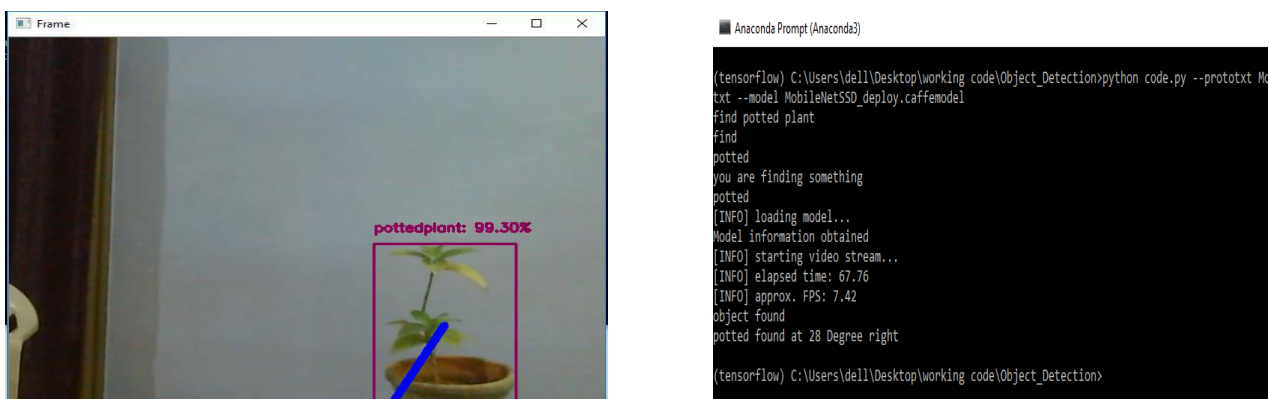 Frame
pottedplant: 99.30%
Anaconda Prompt (Anaconda3)
(tensorflow) C:\Users\dell\Desktop\working code\Object_Detection>python code.py --prototxt Mo
txt --model MobileNetSSD_deploy.caffemodel
find potted plant
find
potted
you are finding something
potted
[INFO] loading model...
Model information obtained
[INFO] starting video stream...
[INFO] elapsed time: 67.76
[INFO] approx. FPS: 7.42
object found
potted found at 28 Degree right
(tensorflow) C:\Users\dell\Desktop\working code\Object_Detection>